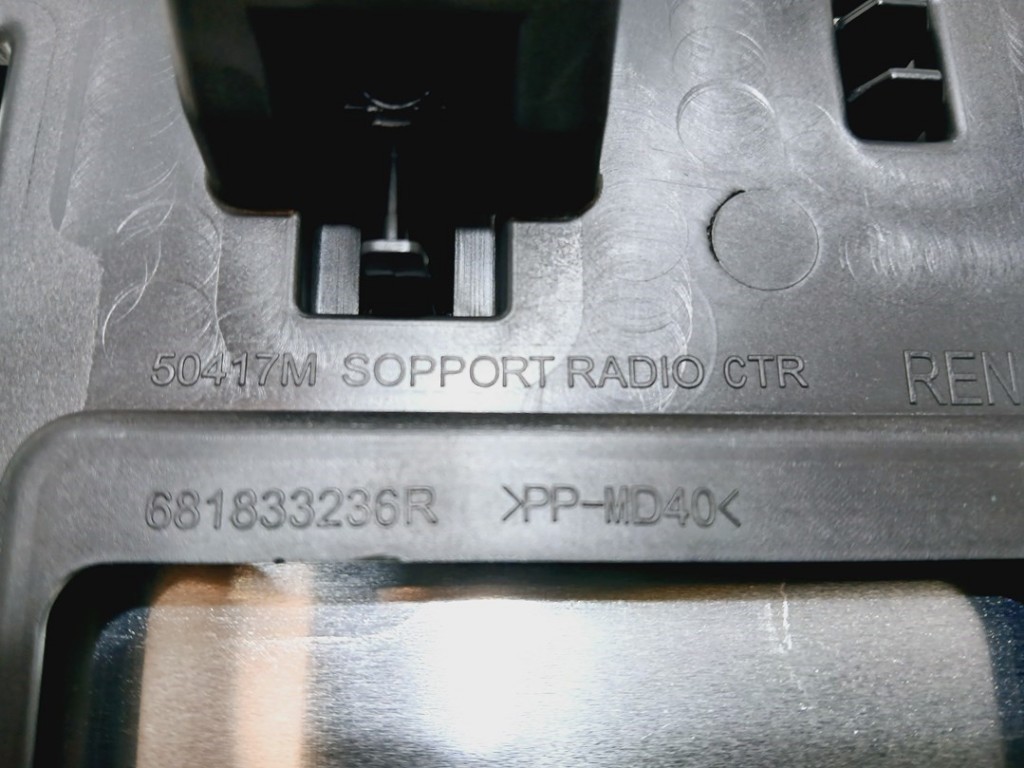 50417M SOPPORT RADIO CTR REN
681833236R >PP-MD40<